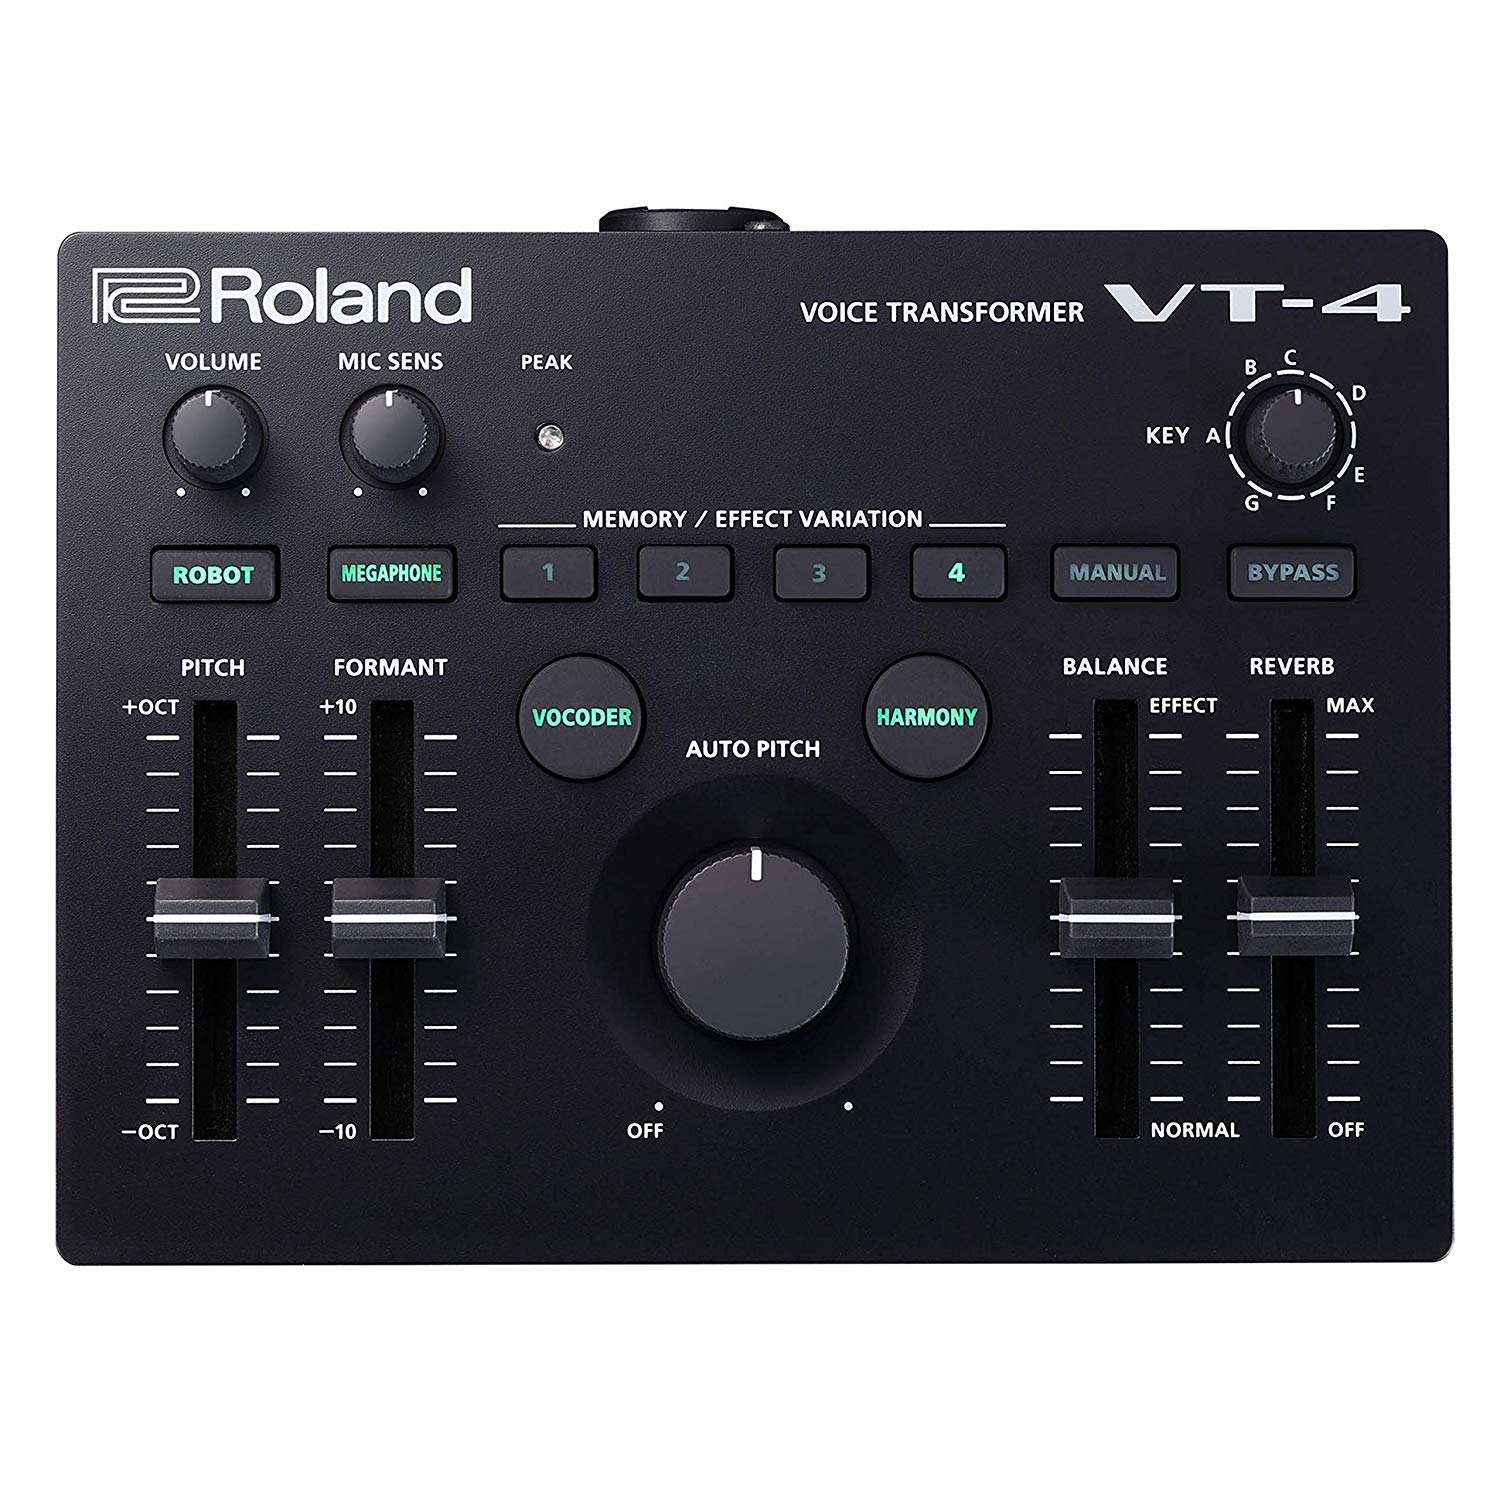 Roland
VOICE TRANSFORMER VT-4
VOLUME MIC SENS PEAK
B C D
KEY A E
G F
MEMORY / EFFECT VARIATION
ROBOT MEGAPHONE 1 2 3 4 MANUAL BYPASS
PITCH FORMANT BALANCE REVERB
+OCT +10 VOCODER HARMONY EFFECT MAX
AUTO PITCH
−OCT −10 OFF NORMAL OFF